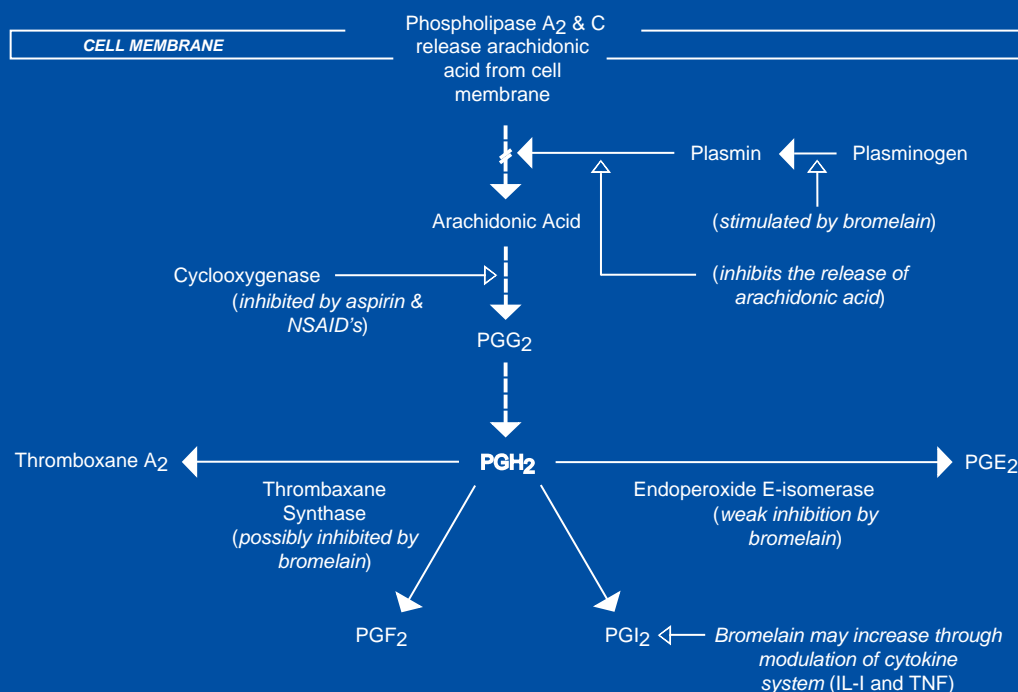 Phospholipase A2 & C
release arachidonic
acid from cell
membrane
CELL MEMBRANE
Plasmin
Plasminogen
Arachidonic Acid
(stimulated by bromelain)
Cyclooxygenase
(inhibited by aspirin &
NSAID's)
(inhibits the release of
arachidonic acid)
PGG2
Thromboxane A2
PGH2
PGE2
Thrombaxane
Synthase
(possibly inhibited by
bromelain)
Endoperoxide E-isomerase
(weak inhibition by
bromelain)
PGF2
PGI2
Bromelain may increase through
modulation of cytokine
system (IL-I and TNF)